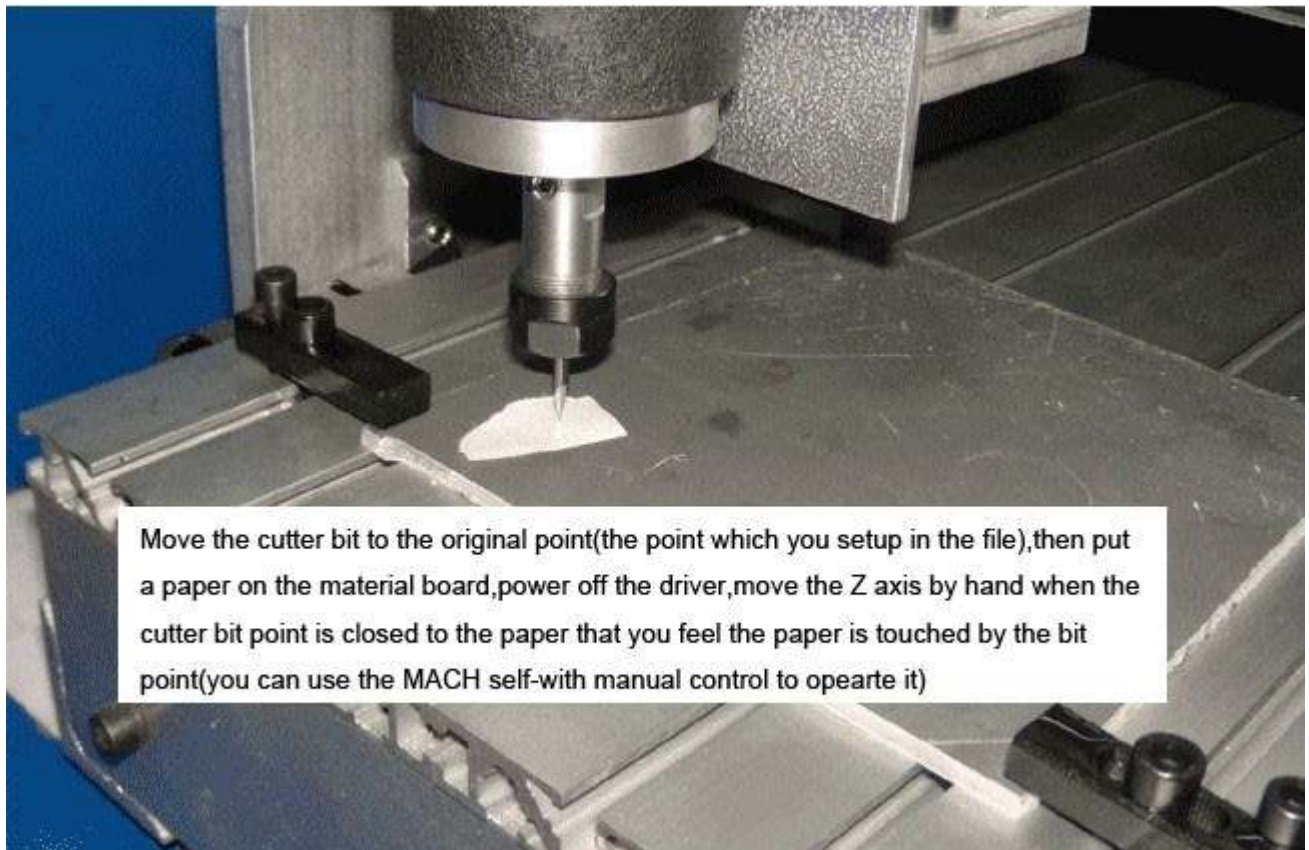 Move the cutter bit to the original point(the point which you setup in the file),then put
a paper on the material board,power off the driver,move the Z axis by hand when the
cutter bit point is closed to the paper that you feel the paper is touched by the bit
point(you can use the MACH self-with manual control to opearte it)